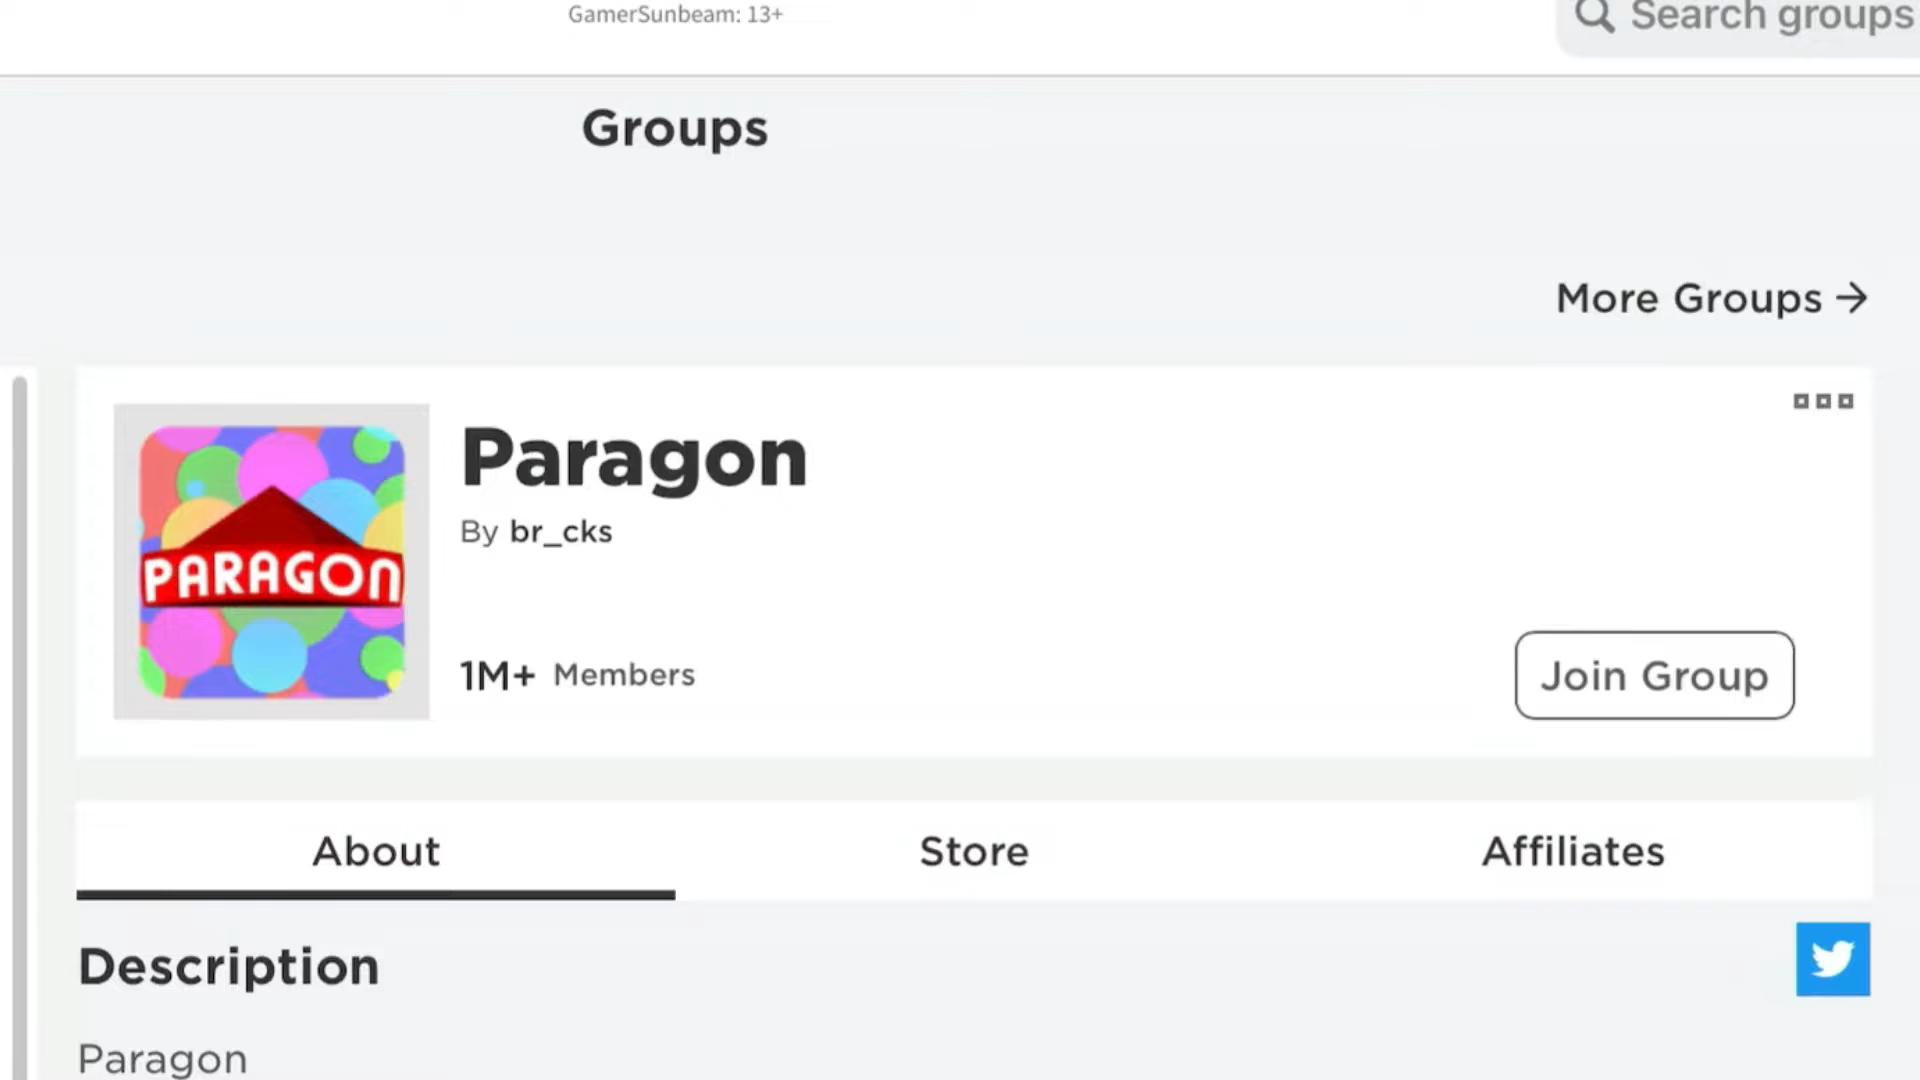 GamerSunbeam: 13+
Search groups
Groups
More Groups →
PARAGON
Paragon
By br_cks
1M+ Members
Join Group
About
Store
Affiliates
Description
Paragon